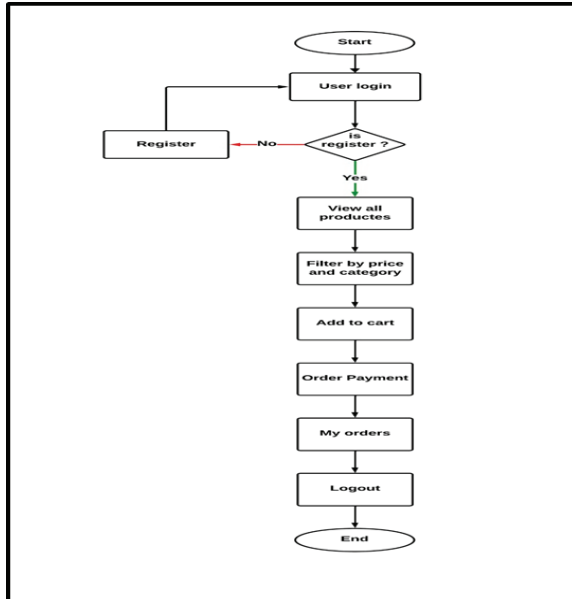 Start
User login
is
register ?
Register
No
Yes
View all
productes
Filter by price
and category
Add to cart
Order Payment
My orders
Logout
End